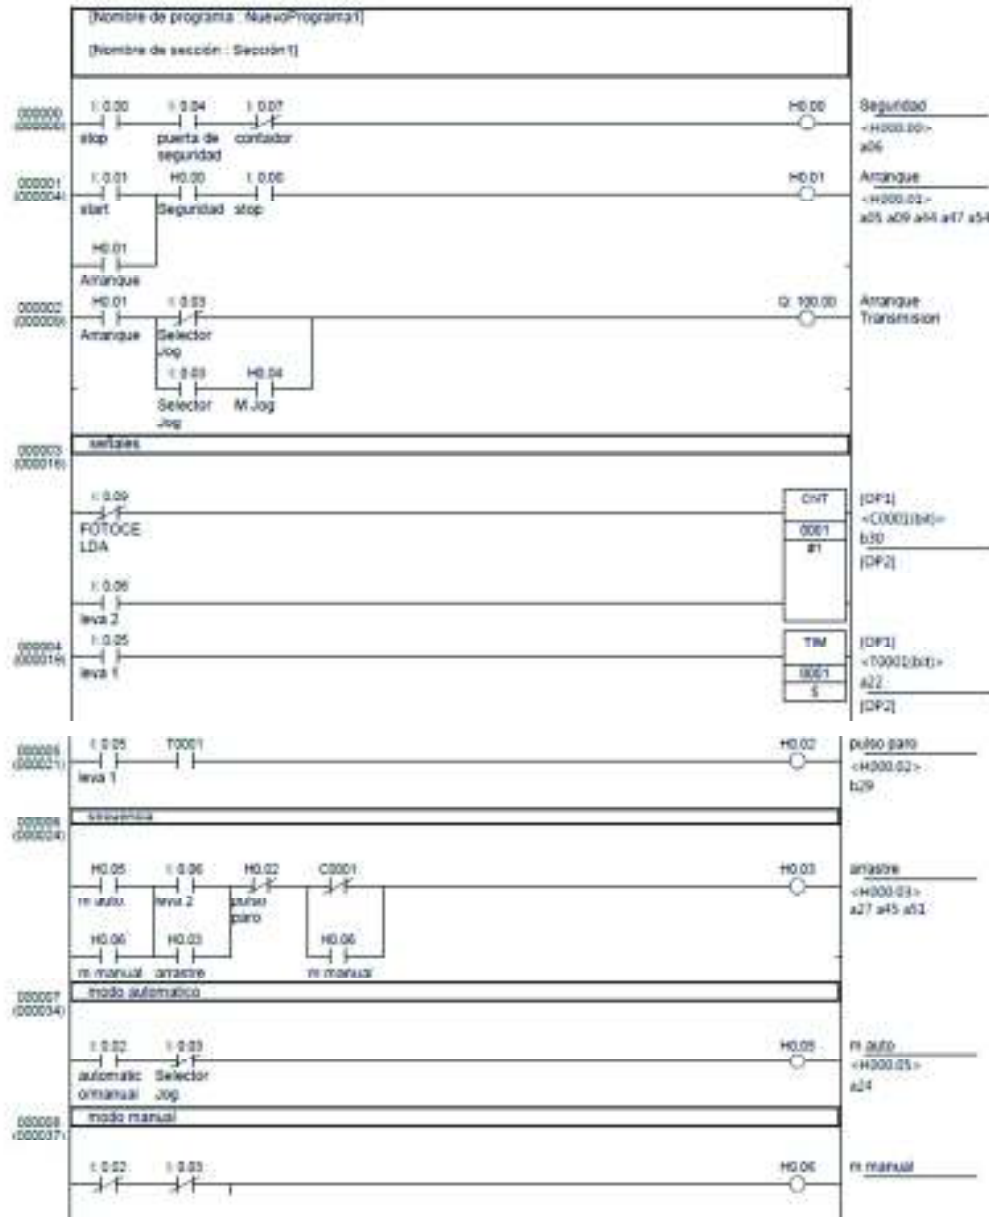 [Nombre de programa : NuevoPrograma1]
[Nombre de sección : Sección1]
000000
(000000)
I: 0.00
stop
I: 0.04
puerta de
seguridad
I: 0.07
contador
H0.00
Seguridad
<H000.00>
a06
000001
(000004)
I: 0.01
start
H0.00
Seguridad
I: 0.00
stop
H0.01
Arranque
<H000.01>
a05 a09 a44 a47 a54
H0.01
Arranque
000002
(000009)
H0.01
Arranque
I: 0.03
Selector
Jog
Q: 100.00
Arranque
Transmision
I: 0.03
Selector
Jog
H0.04
M Jog
000003
(000016)
señales
I: 0.09
FOTOCE
LDA
CNT
0001
#1
[OP1]
<C0001(bit)>
b30
[OP2]
I: 0.06
leva 2
000004
(000019)
I: 0.05
leva 1
TIM
0001
5
[OP1]
<T0001(bit)>
a22
[OP2]
000005
(000021)
I: 0.05
leva 1
T0001
H0.02
pulso paro
<H000.02>
b29
000006
(000024)
secuencia
H0.05
m auto
I: 0.06
leva 2
H0.02
pulso
paro
C0001
H0.03
arrastre
<H000.03>
a27 a45 a51
H0.06
m manual
H0.03
arrastre
H0.06
m manual
000007
(000034)
modo automatico
I: 0.02
automatic
o/manual
I: 0.03
Selector
Jog
H0.05
m auto
<H000.05>
a24
000008
(000037)
modo manual
I: 0.02
I: 0.03
H0.06
m manual